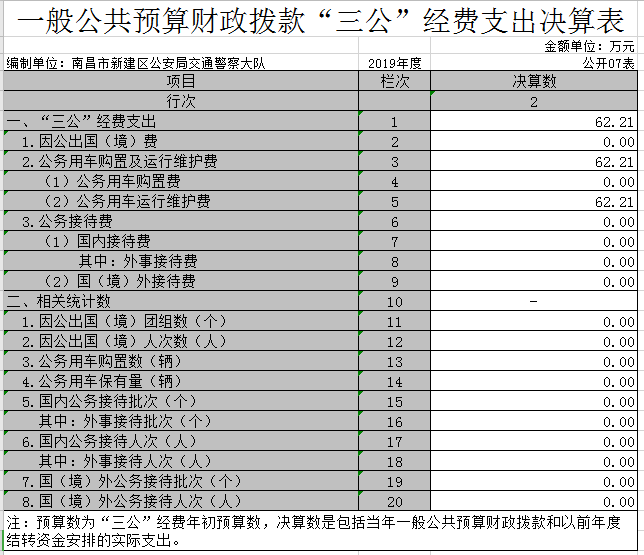 一般公共预算财政拨款“三公”经费支出决算表
金额单位：万元
编制单位：南昌市新建区公安局交通警察大队 2019年度 公开07表
项目 栏次 决算数
行次 2
一、“三公”经费支出 1 62.21
1.因公出国（境）费 2 0.00
2.公务用车购置及运行维护费 3 62.21
（1）公务用车购置费 4 0.00
（2）公务用车运行维护费 5 62.21
3.公务接待费 6 0.00
（1）国内接待费 7 0.00
其中：外事接待费 8 0.00
（2）国（境）外接待费 9 0.00
二、相关统计数 10 -
1.因公出国（境）团组数（个） 11 0.00
2.因公出国（境）人次数（人） 12 0.00
3.公务用车购置数（辆） 13 0.00
4.公务用车保有量（辆） 14 0.00
5.国内公务接待批次（个） 15 0.00
其中：外事接待批次（个） 16 0.00
6.国内公务接待人次（人） 17 0.00
其中：外事接待人次（人） 18 0.00
7.国（境）外公务接待批次（个） 19 0.00
8.国（境）外公务接待人次（人） 20 0.00
注：预算数为“三公”经费年初预算数，决算数是包括当年一般公共预算财政拨款和以前年度
结转资金安排的实际支出。